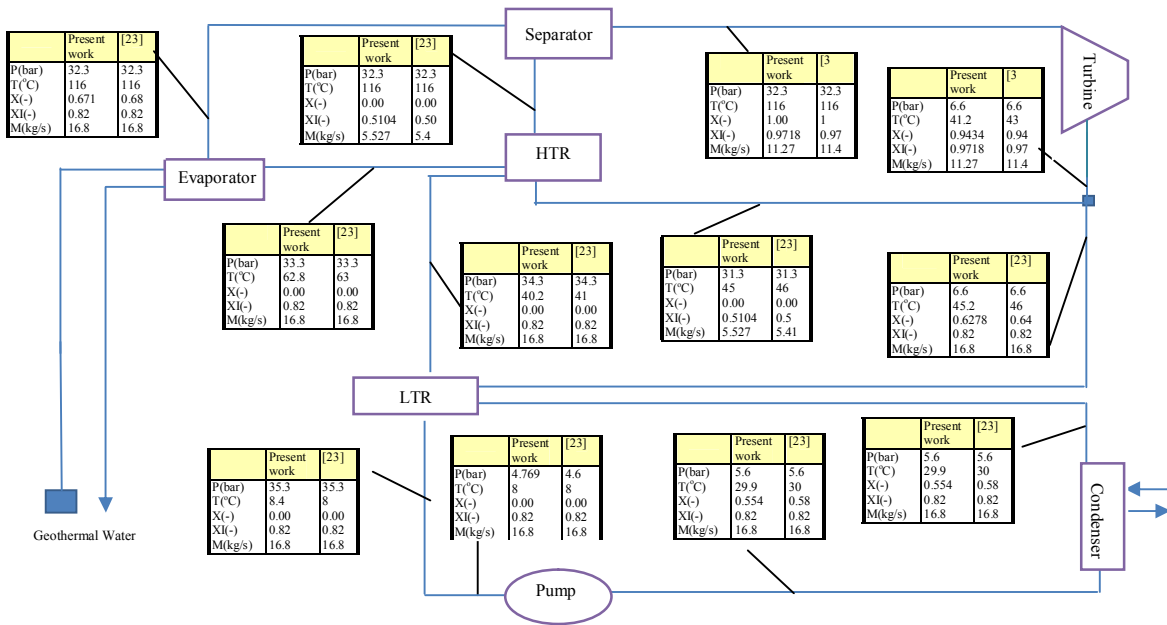 Separator
Turbine
Present work [23]
P(bar) 32.3 32.3
T(°C) 116 116
X(-) 0.671 0.68
XI(-) 0.82 0.82
M(kg/s) 16.8 16.8
Present work [23]
P(bar) 32.3 32.3
T(°C) 116 116
X(-) 0.00 0.00
XI(-) 0.5104 0.50
M(kg/s) 5.527 5.4
Present work [3
P(bar) 32.3 32.3
T(°C) 116 116
X(-) 1.00 1
XI(-) 0.9718 0.97
M(kg/s) 11.27 11.4
Present work [3
P(bar) 6.6 6.6
T(°C) 41.2 43
X(-) 0.9434 0.94
XI(-) 0.9718 0.97
M(kg/s) 11.27 11.4
Evaporator
HTR
Present work [23]
P(bar) 33.3 33.3
T(°C) 62.8 63
X(-) 0.00 0.00
XI(-) 0.82 0.82
M(kg/s) 16.8 16.8
Present work [23]
P(bar) 34.3 34.3
T(°C) 40.2 41
X(-) 0.00 0.00
XI(-) 0.82 0.82
M(kg/s) 16.8 16.8
Present work [23]
P(bar) 31.3 31.3
T(°C) 45 46
X(-) 0.00 0.00
XI(-) 0.5104 0.5
M(kg/s) 5.527 5.41
Present work [23]
P(bar) 6.6 6.6
T(°C) 45.2 46
X(-) 0.6278 0.64
XI(-) 0.82 0.82
M(kg/s) 16.8 16.8
LTR
Present work [23]
P(bar) 35.3 35.3
T(°C) 8.4 8
X(-) 0.00 0.00
XI(-) 0.82 0.82
M(kg/s) 16.8 16.8
Present work [23]
P(bar) 4.769 4.6
T(°C) 8 8
X(-) 0.00 0.00
XI(-) 0.82 0.82
M(kg/s) 16.8 16.8
Present work [23]
P(bar) 5.6 5.6
T(°C) 29.9 30
X(-) 0.554 0.58
XI(-) 0.82 0.82
M(kg/s) 16.8 16.8
Present work [23]
P(bar) 5.6 5.6
T(°C) 29.9 30
X(-) 0.554 0.58
XI(-) 0.82 0.82
M(kg/s) 16.8 16.8
Condenser
Geothermal Water
Pump